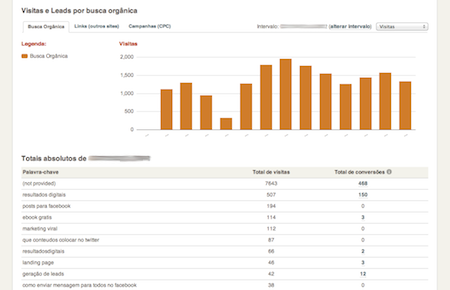 Visitas e Leads por busca orgânica
Busca Orgânica Links (outros sites) Campanhas (CPC) Intervalo: (alterar intervalo) Visitas
Legenda: Visitas
Busca Orgânica
2,000
1,500
1,000
500
0
Totais absolutos de
Palavra-chave Total de visitas Total de conversões
(not provided) 7643 468
resultados digitais 507 150
posts para facebook 194 0
ebook gratis 114 3
marketing viral 112 0
que conteudos colocar no twitter 87 0
resultadosdigitais 66 2
landing page 46 3
geração de leads 42 12
como enviar mensagem para todos no facebook 38 0